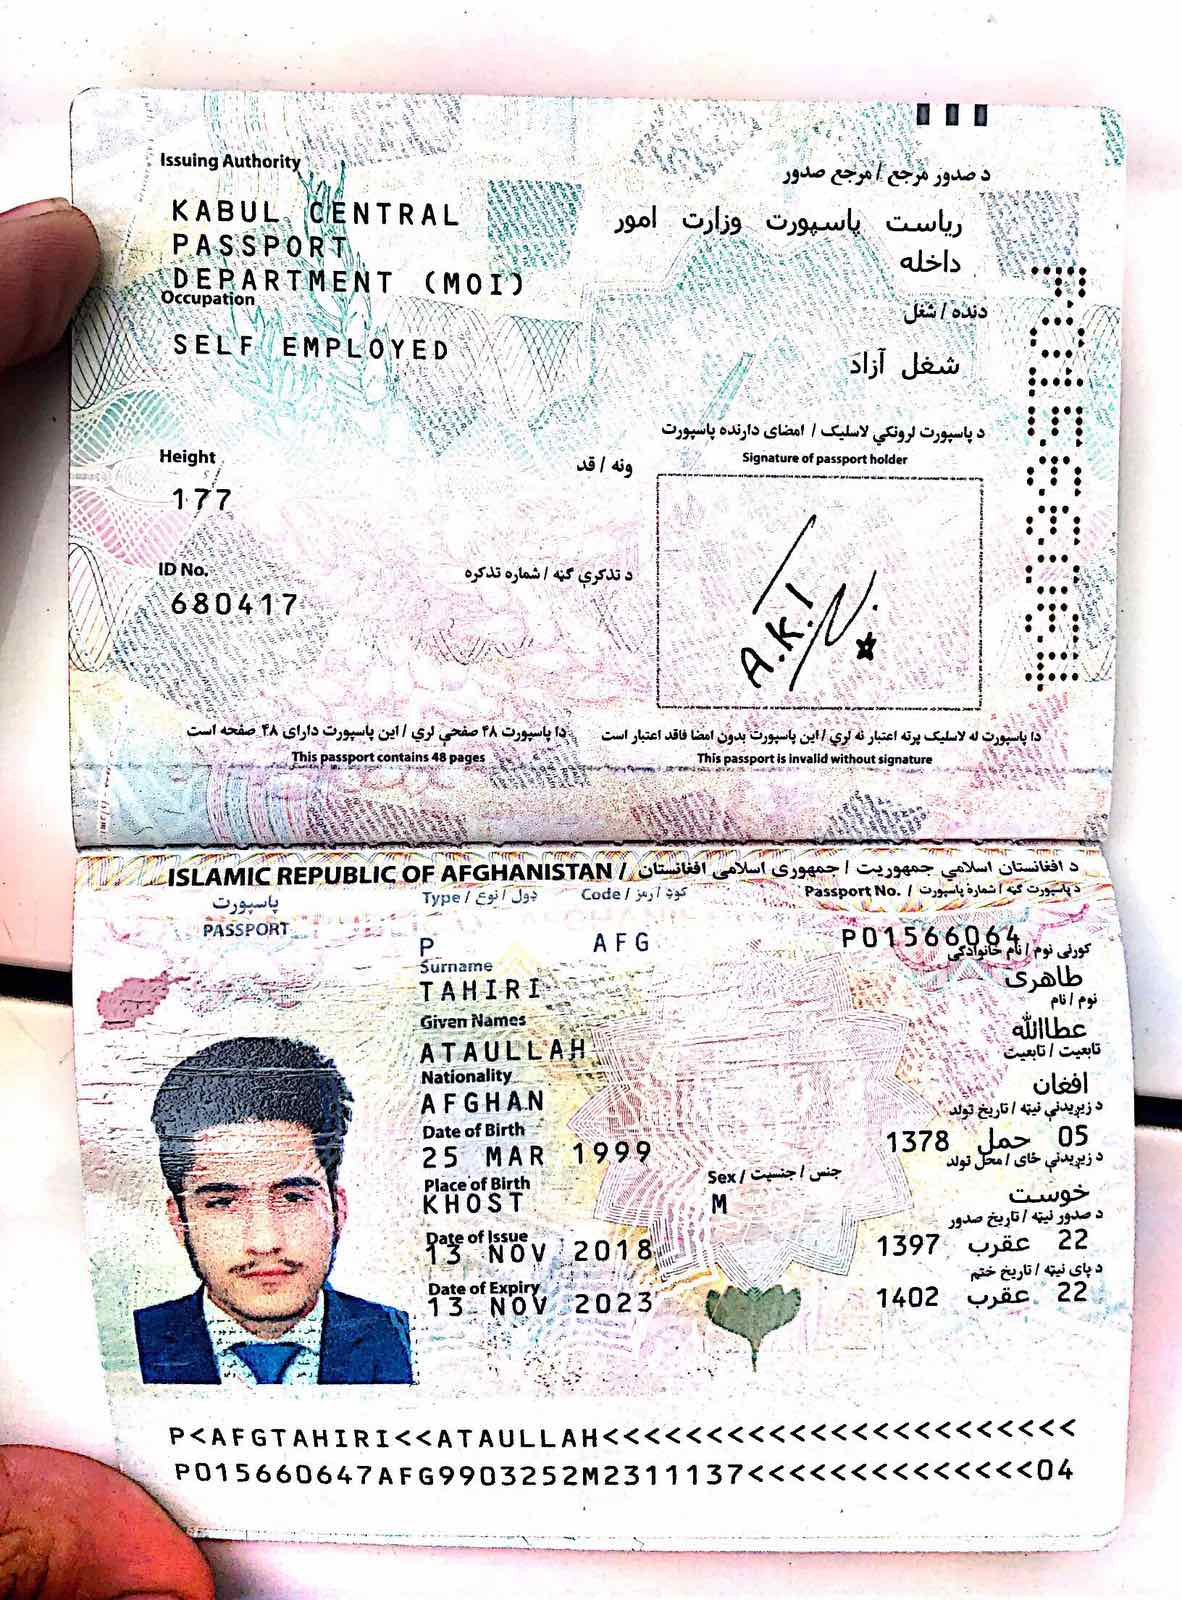 Issuing Authority
د صدور مرجع / مرجع صدور
KABUL CENTRAL
PASSPORT
DEPARTMENT (MOI)
ریاست پاسپورت وزارت امور
داخله
Occupation
دنده / شغل
SELF EMPLOYED
شغل آزاد
د پاسپورت لرونکي لاسلیک / امضای دارنده پاسپورت
Signature of passport holder
Height
ونه / قد
177
ID No.
د تذکرې ګڼه / شماره تذکره
680417
A.K.
دا پاسپورت ۴۸ صفحې لري / این پاسپورت دارای ۴۸ صفحه است
This passport contains 48 pages
دا پاسپورت له لاسلیک پرته اعتبار نه لري / این پاسپورت بدون امضا فاقد اعتبار است
This passport is invalid without signature
ISLAMIC REPUBLIC OF AFGHANISTAN / د افغانستان اسلامي جمهوریت / جمهوری اسلامی افغانستان
پاسپورت
PASSPORT
Type / ډول / نوع
Code / کوډ / رمز
Passport No. / د پاسپورت ګڼه / شمارهٔ پاسپورت
P
AFG
P01566064
Surname
کورنی نوم / نام خانوادگی
TAHIRI
طاهری
Given Names
نوم / نام
ATAULLAH
عطاالله
Nationality
تابعیت / تابعیت
AFGHAN
افغان
Date of Birth
د زیږیدنې نیټه / تاریخ تولد
25 MAR 1999
05 حمل 1378
Place of Birth
د زیږیدنې ځای / محل تولد
Sex / جنس / جنسیت
KHOST
M
خوست
Date of Issue
د صدور نیټه / تاریخ صدور
13 NOV 2018
22 عقرب 1397
Date of Expiry
د پای نیټه / تاریخ ختم
13 NOV 2023
22 عقرب 1402
P<AFGTAHIRI<<ATAULLAH<<<<<<<<<<<<<<<<<<<<<<<
P015660647AFG9903252M2311137<<<<<<<<<<<<<<04